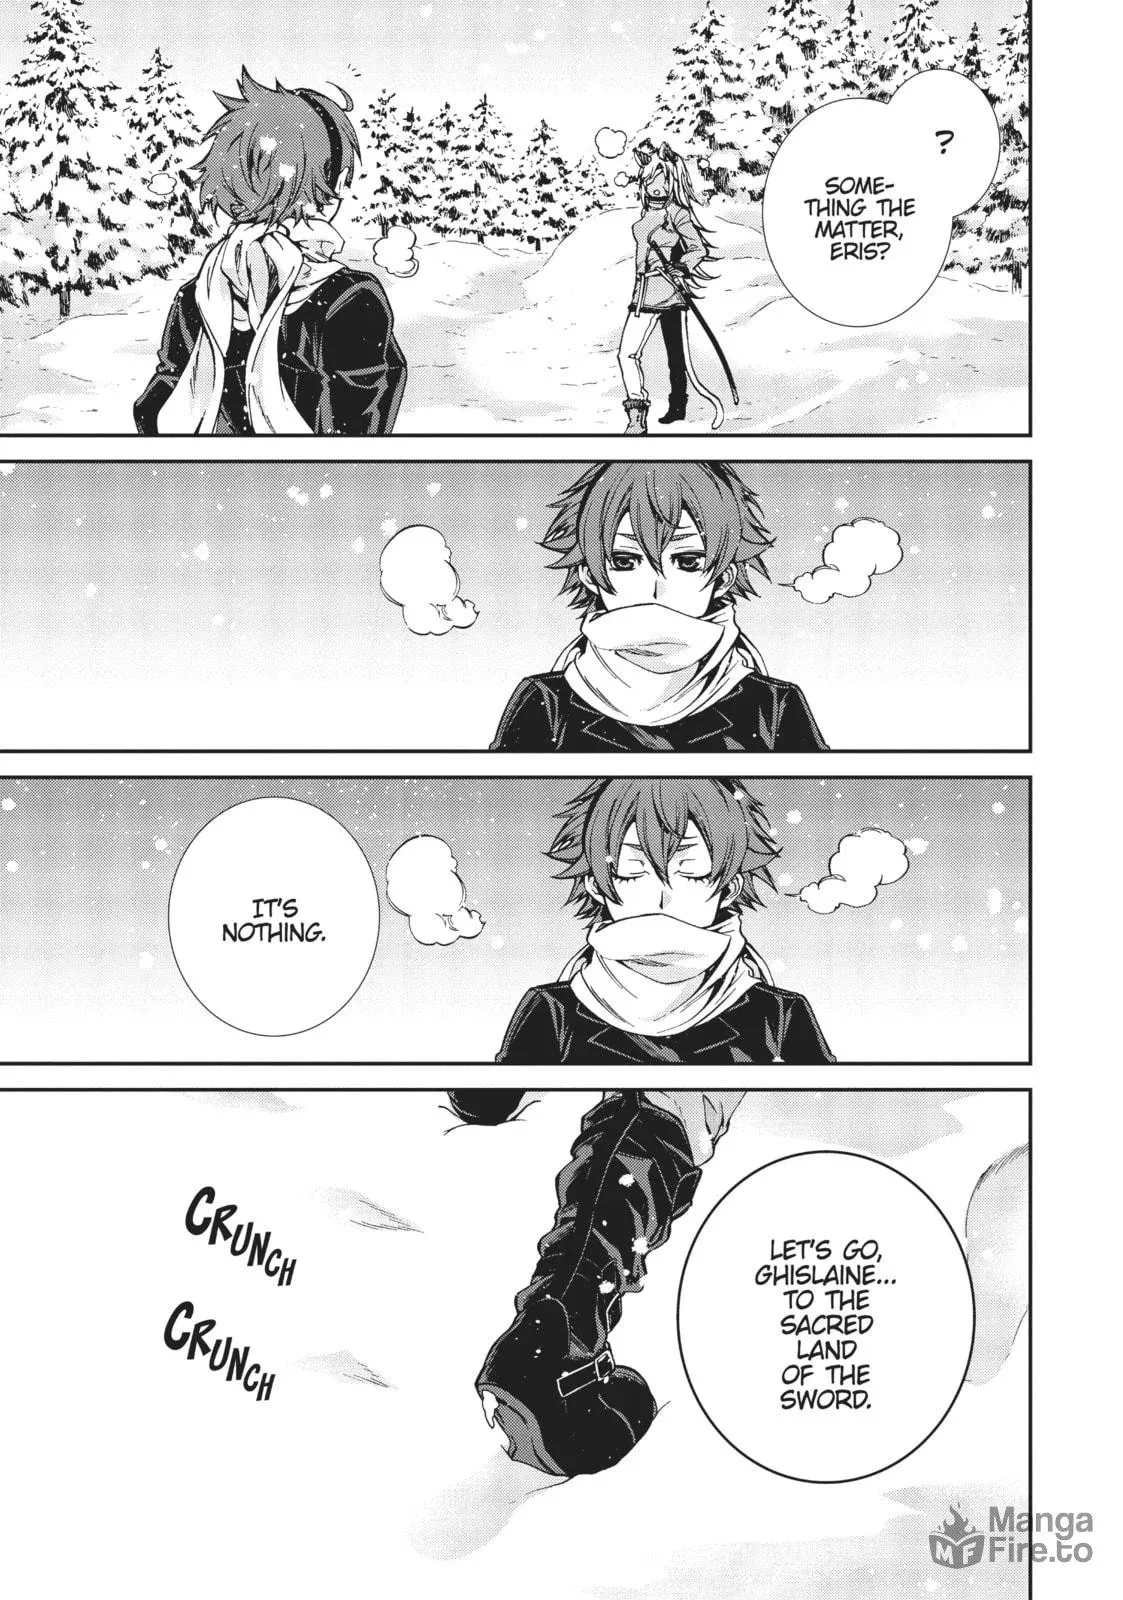 ?
SOME-
THING THE
MATTER,
ERIS?
IT'S
NOTHING.
CRUNCH
CRUNCH
LET'S GO,
GHISLAINE...
TO THE
SACRED
LAND
OF THE
SWORD.
MF
Manga
Fire.to